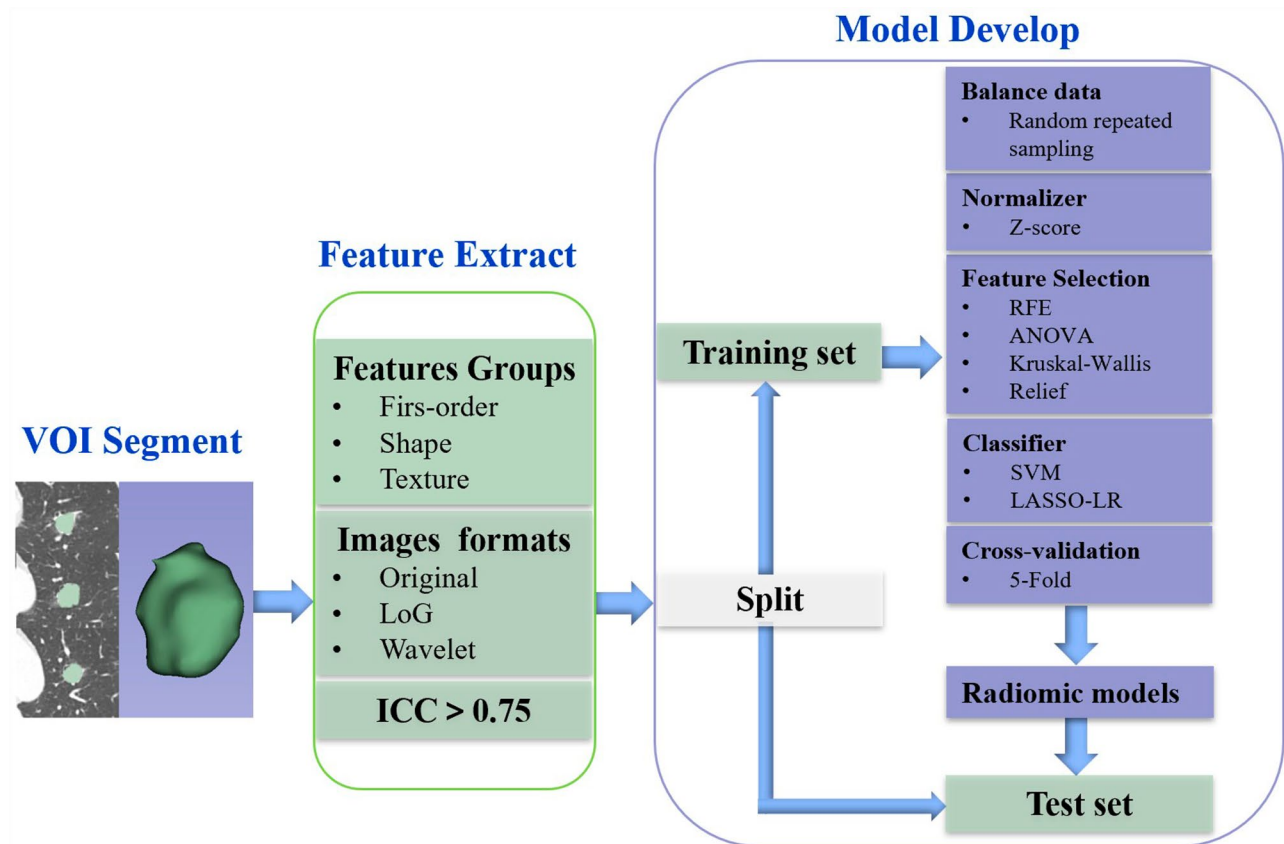 VOI Segment
Feature Extract
Features Groups
• Firs-order
• Shape
• Texture
Images formats
• Original
• LoG
• Wavelet
ICC > 0.75
Model Develop
Split
Training set
Balance data
• Random repeated
sampling
Normalizer
• Z-score
Feature Selection
• RFE
• ANOVA
• Kruskal-Wallis
• Relief
Classifier
• SVM
• LASSO-LR
Cross-validation
• 5-Fold
Radiomic models
Test set